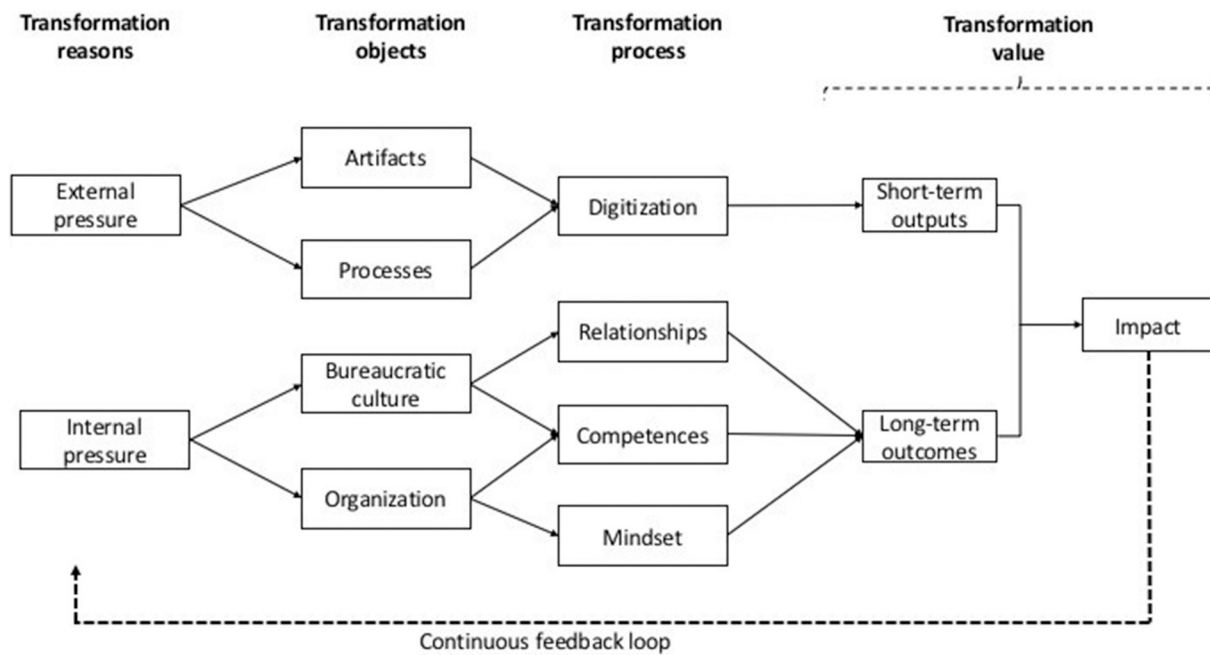 Transformation
reasons
Transformation
objects
Transformation
process
Transformation
value
External
pressure
Artifacts
Processes
Digitization
Short-term
outputs
Relationships
Impact
Internal
pressure
Bureaucratic
culture
Organization
Competences
Mindset
Long-term
outcomes
Continuous feedback loop